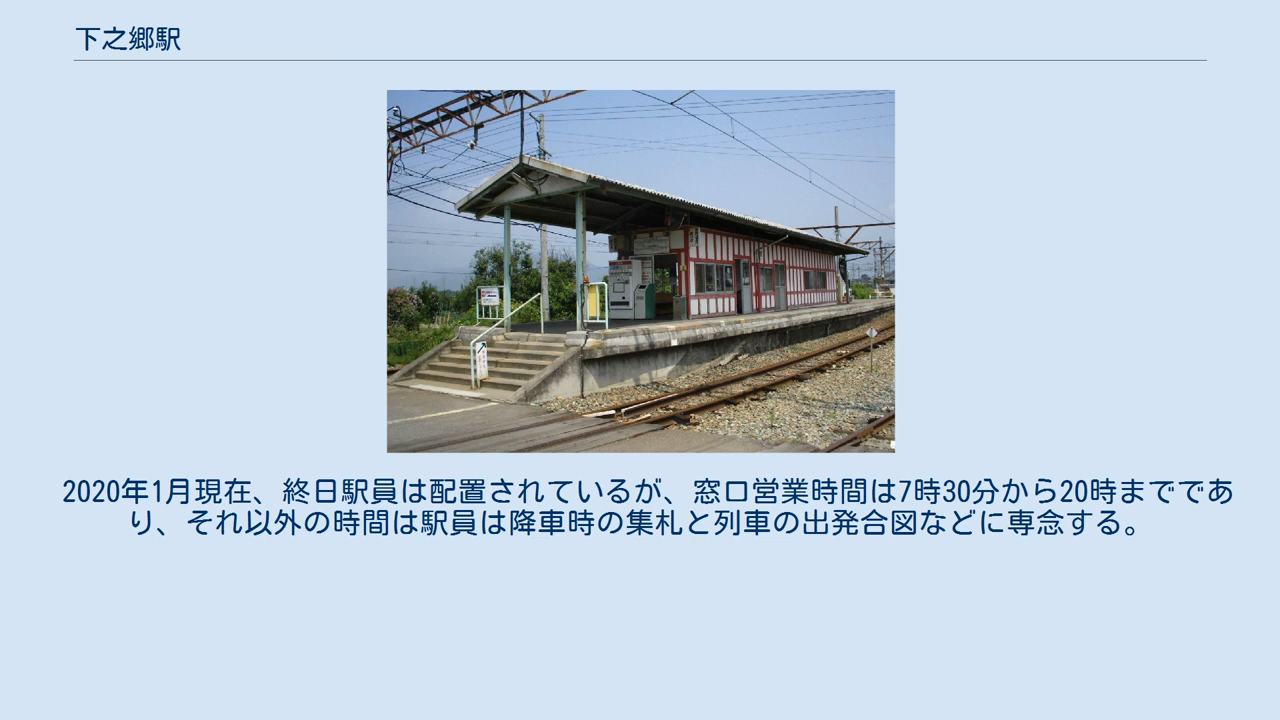 下之郷駅
2020年1月現在、終日駅員は配置されているが、窓口営業時間は7時30分から20時までであ
り、それ以外の時間は駅員は降車時の集札と列車の出発合図などに専念する。